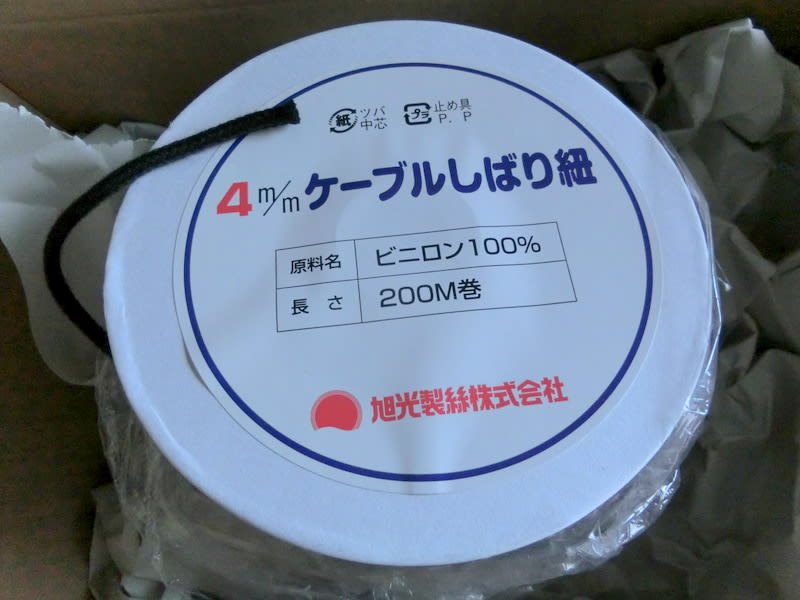 紙 ツバ プラ 止め具
中芯 P.P
4m/m ケーブルしばり紐
原料名 ビニロン100%
長さ 200M巻
旭光製絲株式会社